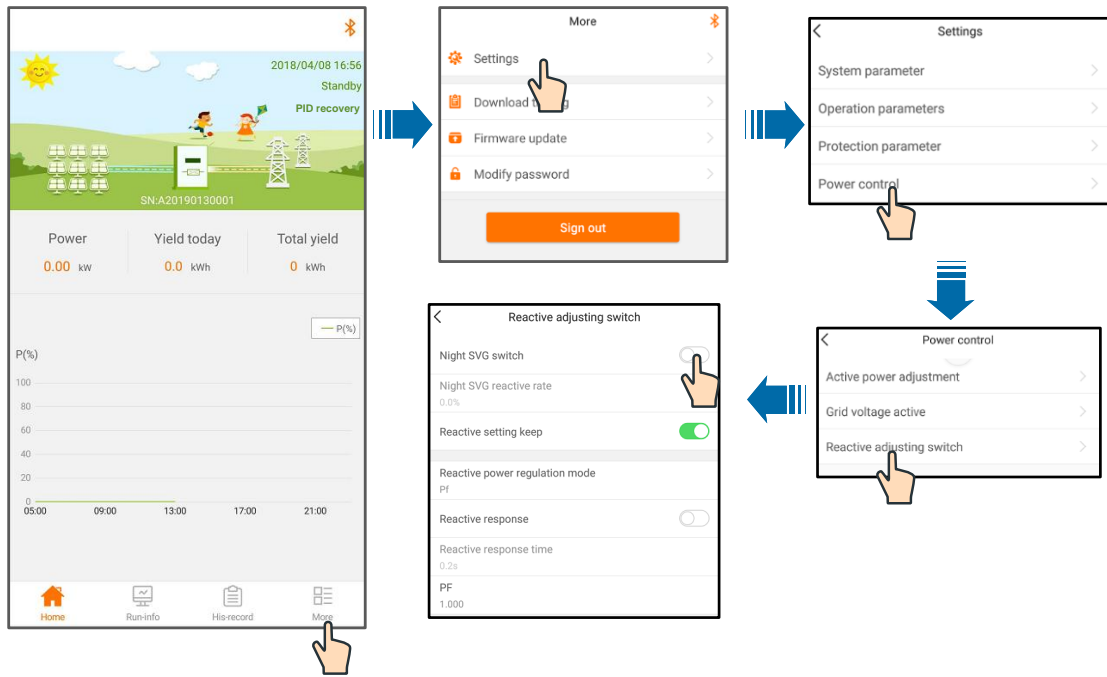 2018/04/08 16:56
Standby
PID recovery
SN:A20190130001
Power
Yield today
Total yield
0.00 kW
0.0 kWh
0 kWh
P(%)
P(%)
100
80
60
40
20
0
05:00
09:00
13:00
17:00
21:00
Home
Run-info
His-record
More
More
Settings
Download
Firmware update
Modify password
Sign out
Settings
System parameter
Operation parameters
Protection parameter
Power control
Power control
Active power adjustment
Grid voltage active
Reactive adjusting switch
Reactive adjusting switch
Night SVG switch
Night SVG reactive rate
0.0%
Reactive setting keep
Reactive power regulation mode
Pf
Reactive response
Reactive response time
0.2s
PF
1.000